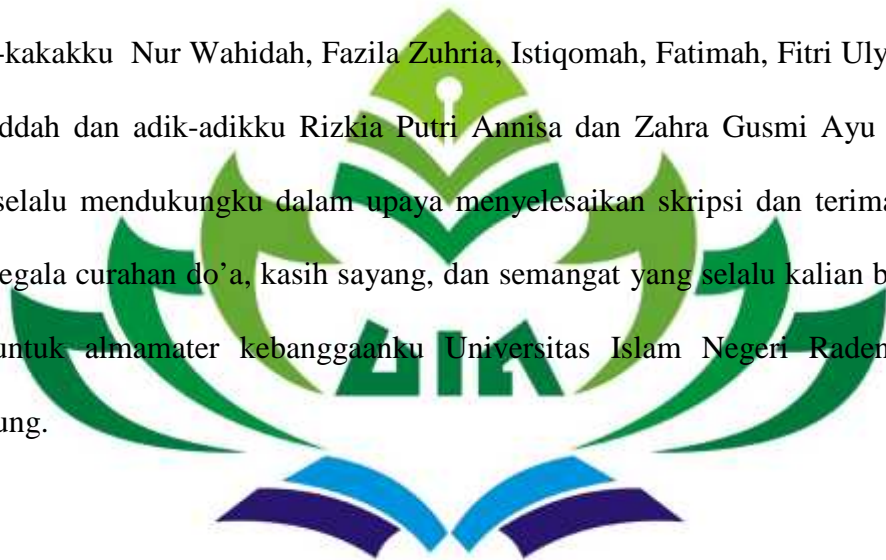 -kakakku Nur Wahidah, Fazila Zuhria, Istiqomah, Fatimah, Fitri Uly
ddah dan adik-adikku Rizkia Putri Annisa dan Zahra Gusmi Ayu
selalu mendukungku dalam upaya menyelesaikan skripsi dan terima
egala curahan do’a, kasih sayang, dan semangat yang selalu kalian b
untuk almamater kebanggaanku Universitas Islam Negeri Raden
UIN
ung.